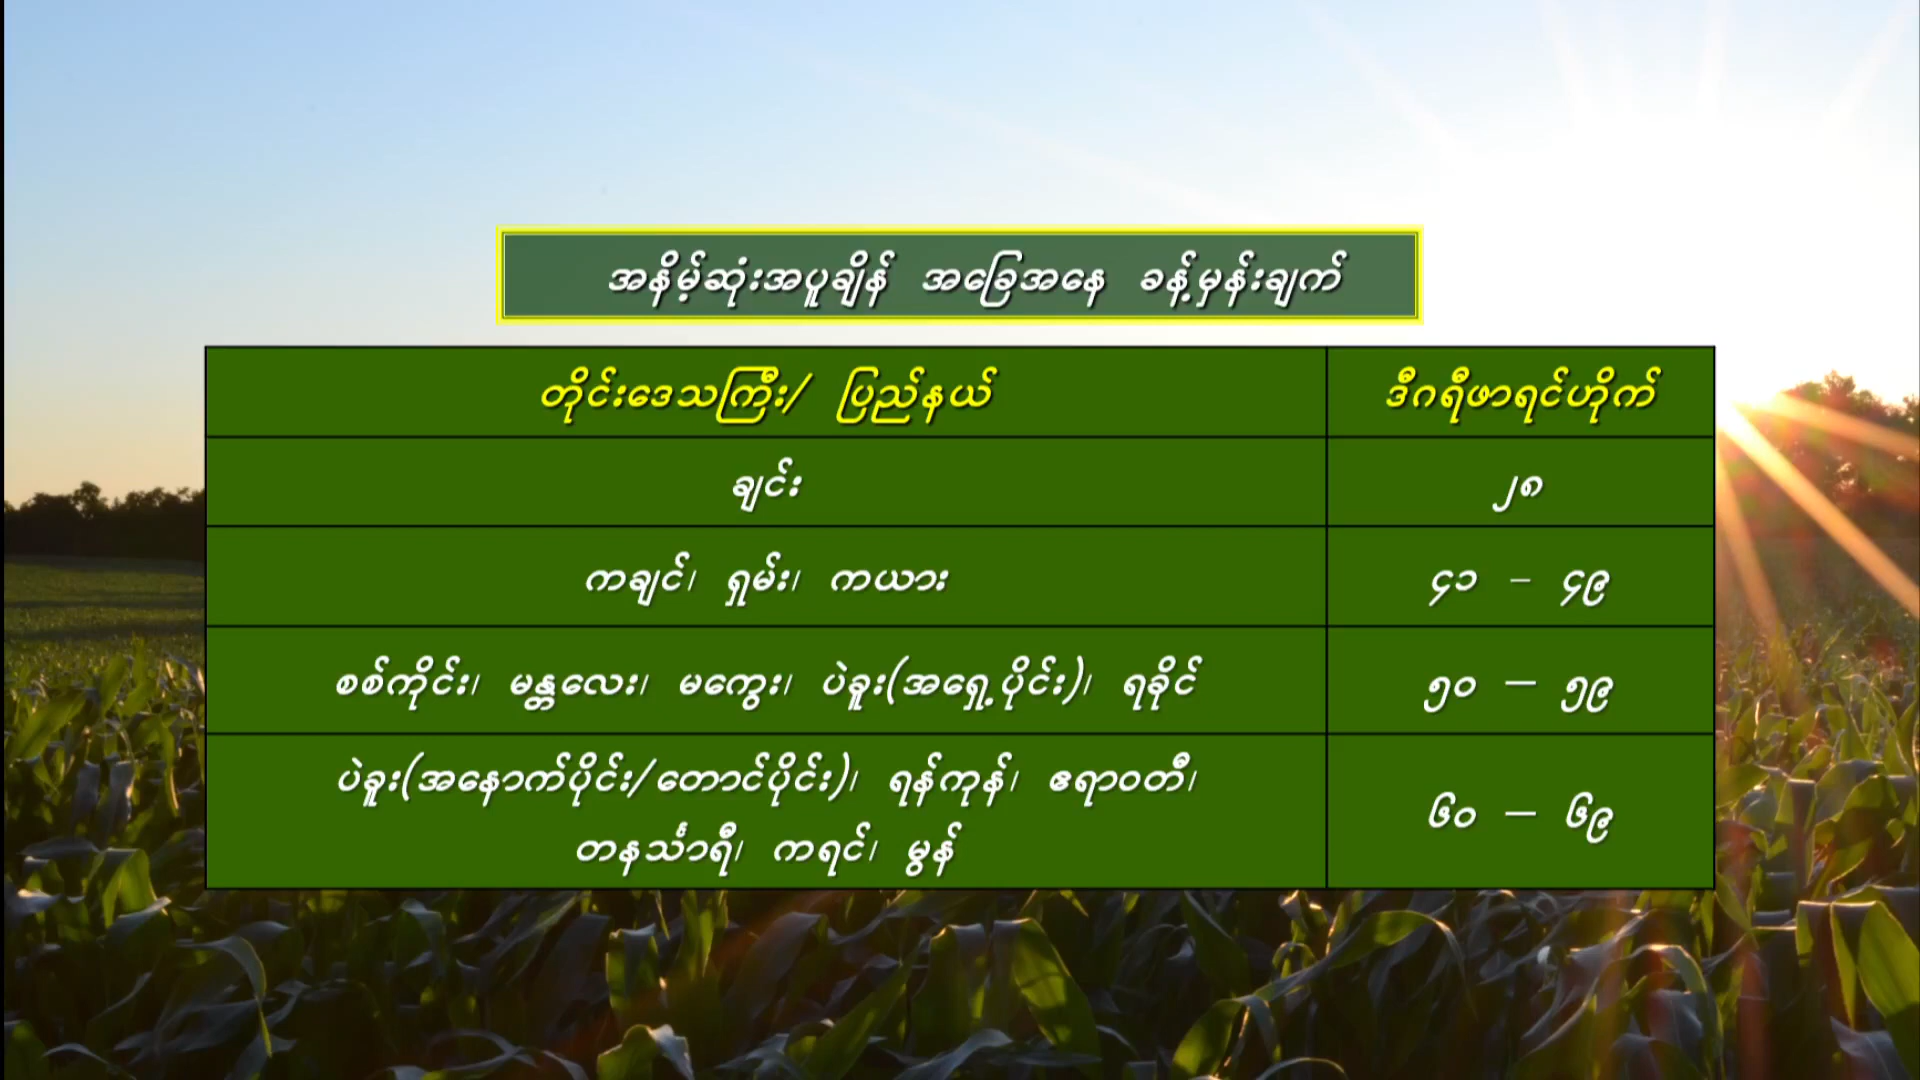 အနိမ့်ဆုံးအပူချိန် အခြေအနေ ခန့်မှန်းချက်
တိုင်းဒေသကြီး/ ပြည်နယ် ဒီဂရီဖာရင်ဟိုက်
ချင်း ၂၈
ကချင်၊ ရှမ်း၊ ကယား ၄၁ – ၄၉
စစ်ကိုင်း၊ မန္တလေး၊ မကွေး၊ ပဲခူး(အရှေ့ပိုင်း)၊ ရခိုင် ၅၀ – ၅၉
ပဲခူး(အနောက်ပိုင်း/တောင်ပိုင်း)၊ ရန်ကုန်၊ ဧရာဝတီ၊
တနင်္သာရီ၊ ကရင်၊ မွန် ၆၀ – ၆၉